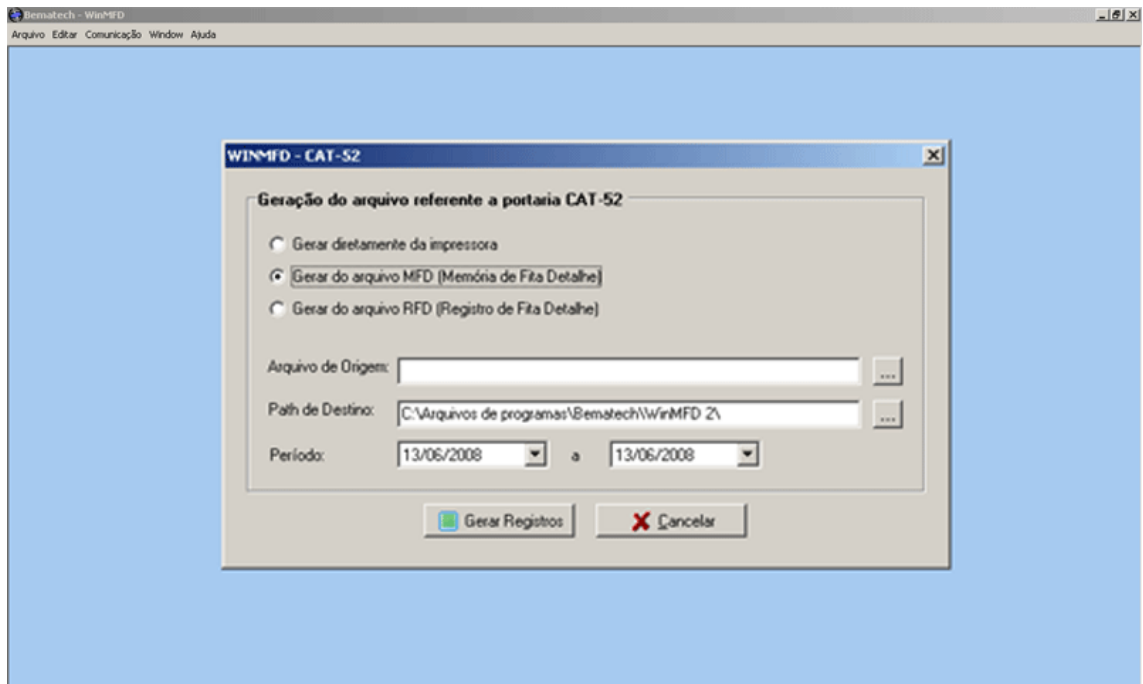 Bematech - WinMFD
Arquivo Editar Comunicação Window Ajuda
WINMFD - CAT-52
Geração do arquivo referente a portaria CAT-52
Gerar diretamente da impressora
Gerar do arquivo MFD (Memória de Fita Detalhe)
Gerar do arquivo RFD (Registro de Fita Detalhe)
Arquivo de Origem: ...
Path de Destino: C:\Arquivos de programas\Bematech\WinMFD 2\ ...
Período: 13/06/2008 a 13/06/2008
Gerar Registros Cancelar